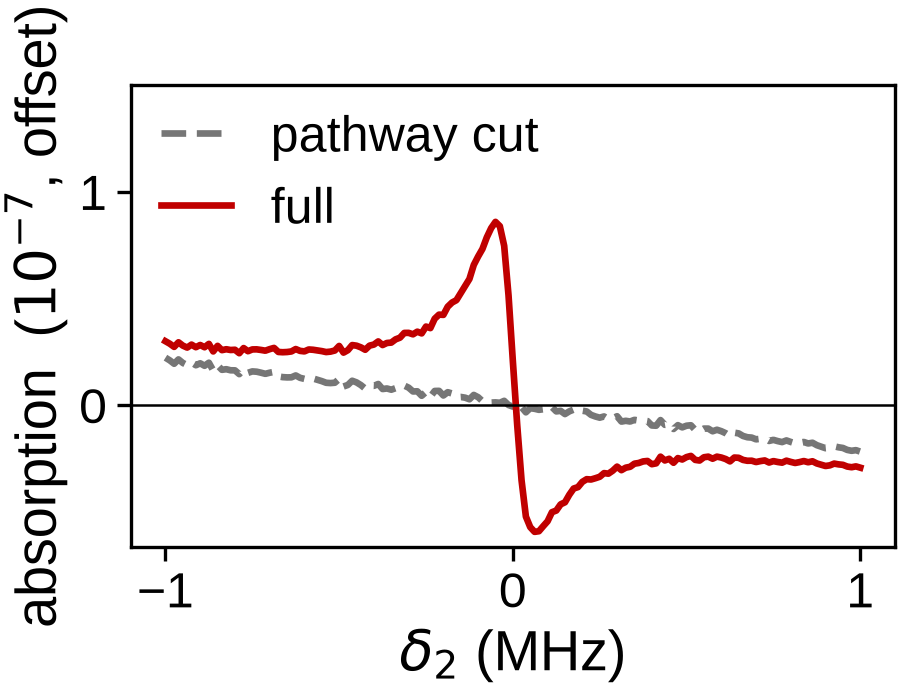 absorption (10⁻⁷, offset)
pathway cut
full
1
0
−1
0
1
δ₂ (MHz)